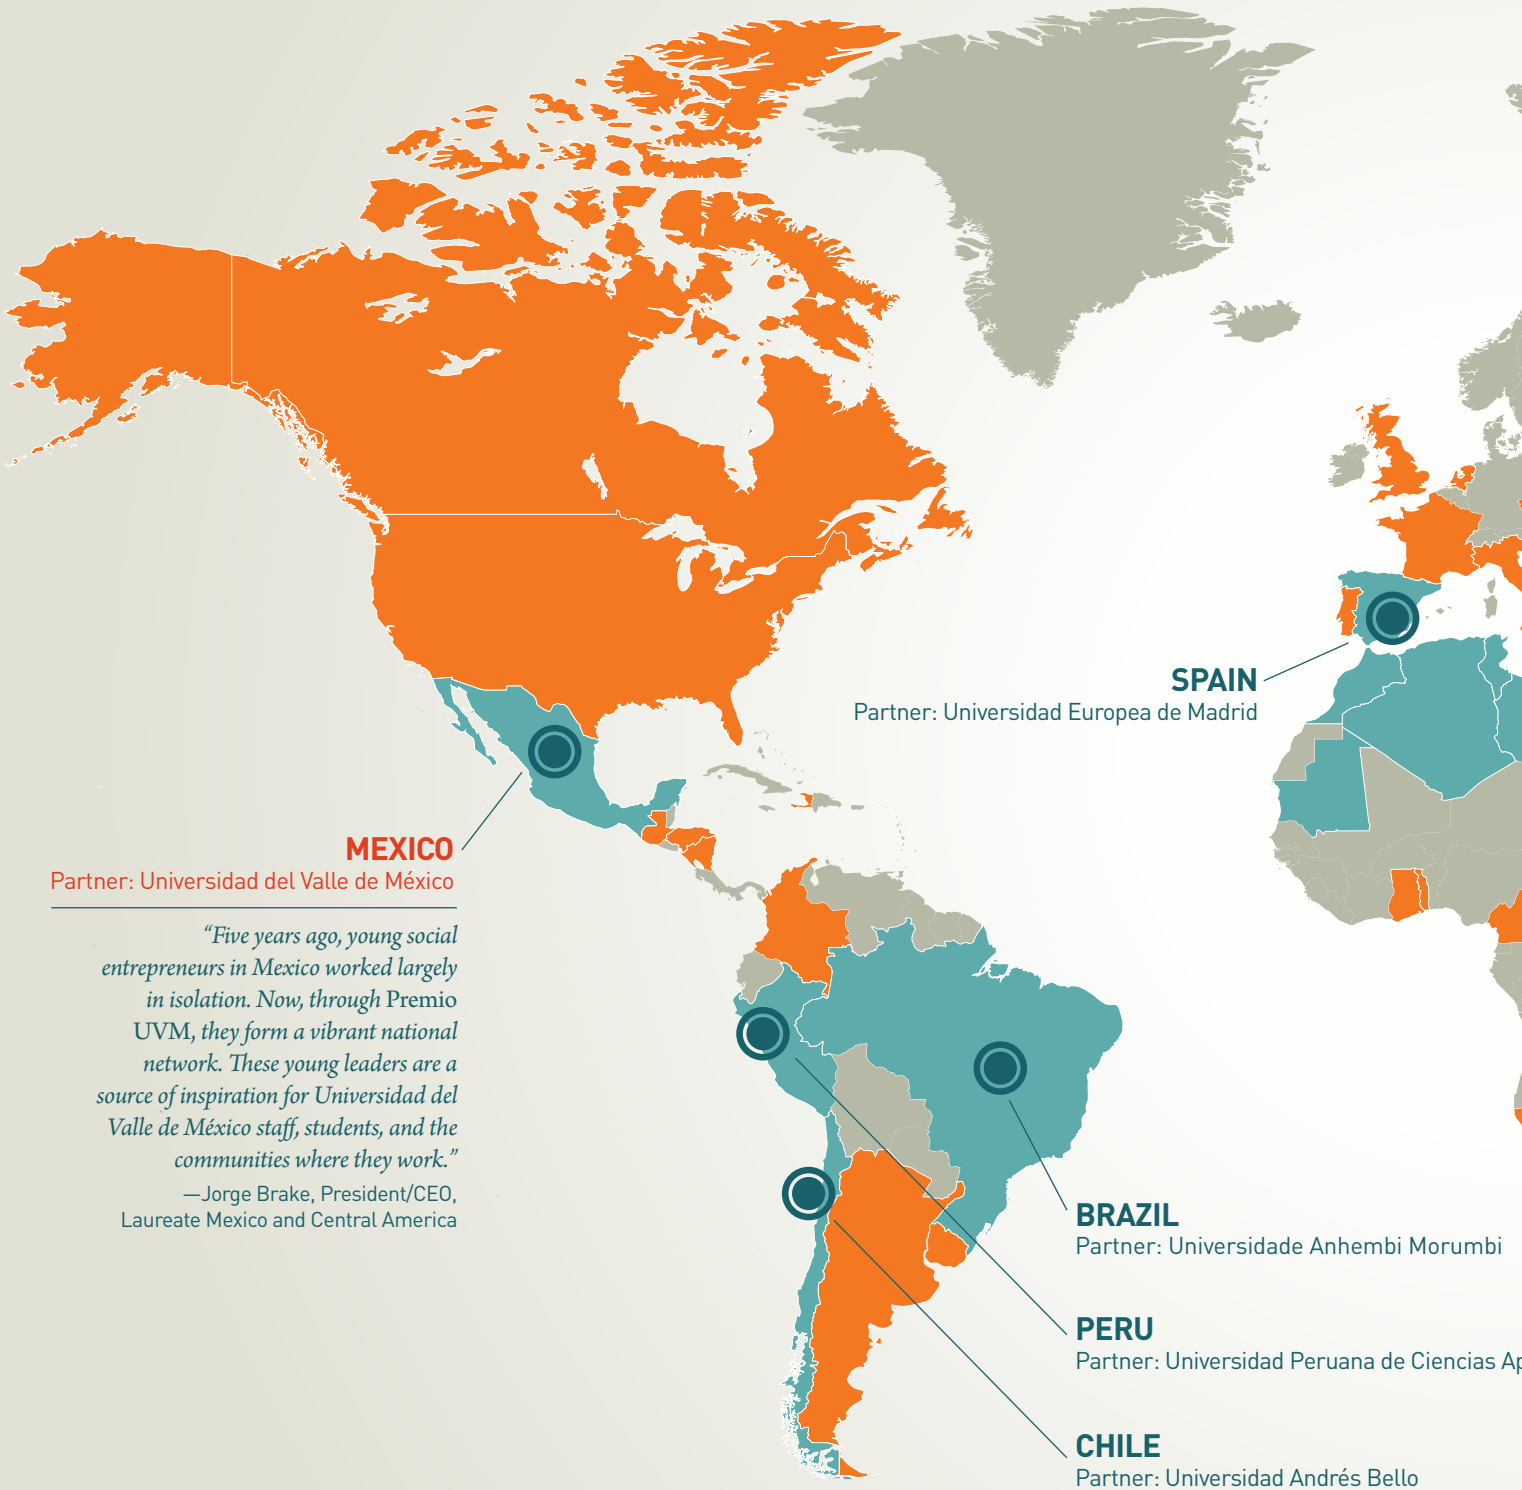 SPAIN
Partner: Universidad Europea de Madrid
MEXICO
Partner: Universidad del Valle de México
“Five years ago, young social
entrepreneurs in Mexico worked largely
in isolation. Now, through Premio
UVM, they form a vibrant national
network. These young leaders are a
source of inspiration for Universidad del
Valle de México staff, students, and the
communities where they work.”
—Jorge Brake, President/CEO,
Laureate Mexico and Central America
BRAZIL
Partner: Universidade Anhembi Morumbi
PERU
Partner: Universidad Peruana de Ciencias
CHILE
Partner: Universidad Andrés Bello